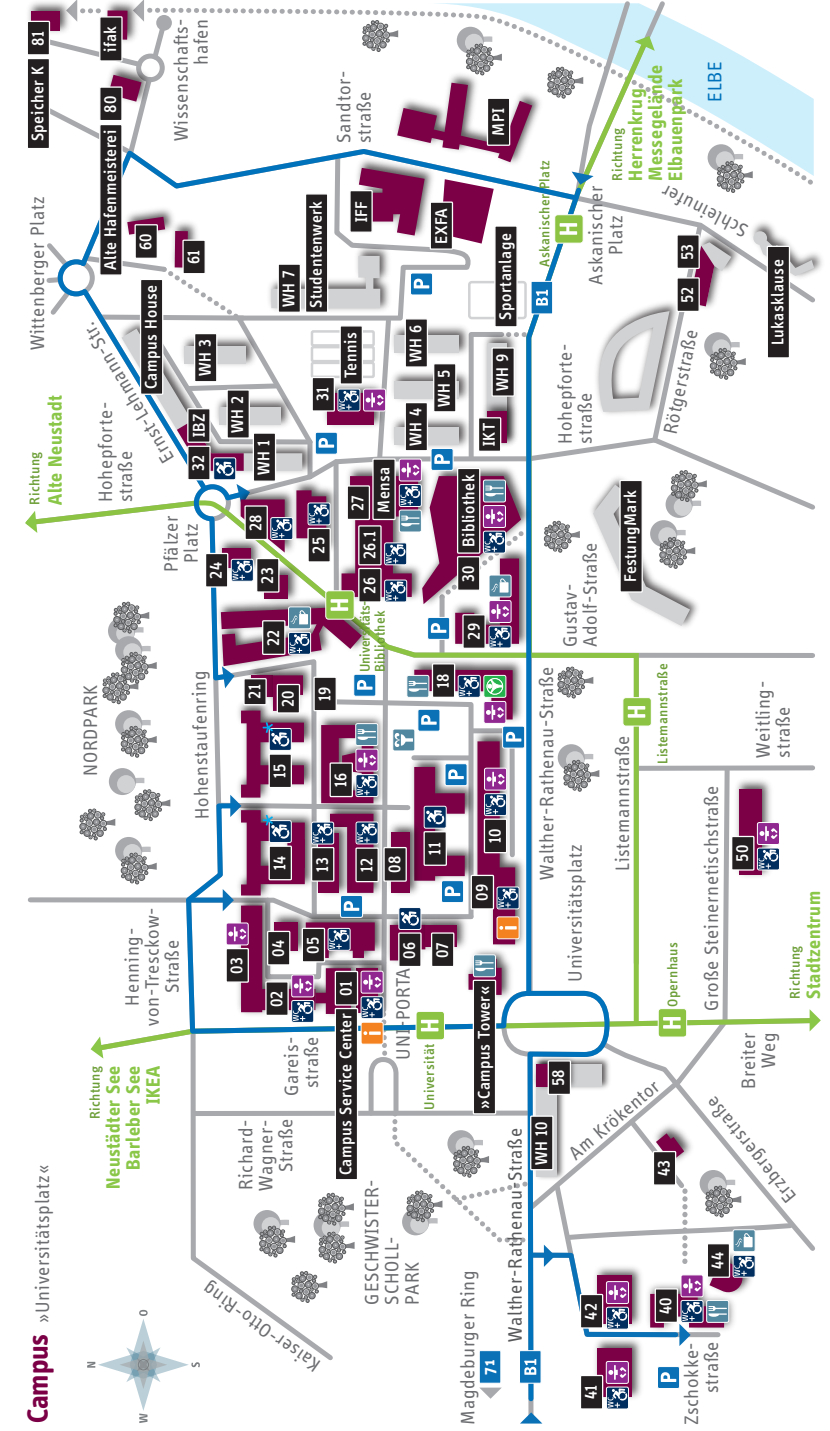 Campus »Universitätsplatz«
N
W
O
S
Kaiser-Otto-Ring
Richtung
Neustädter See
Barleber See
IKEA
Richard-
Wagner-
Straße
GESCHWISTER-
SCHOLL-
PARK
Magdeburger Ring
71
B1
Walther-Rathenau-Straße
41
42
40
44
P
Zschokke-
straße
43
Erzbergerstraße
Am Krökentor
WH 10
58
Breiter
Weg
Richtung
Stadtzentrum
H
Opernhaus
Große Steinernetischstraße
50
Weitling-
straße
Listemannstraße
H
Listemannstraße
Universitätsplatz
Walther-Rathenau-Straße
Gareis-
straße
Campus Service Center
i
UNI-PORTA
Universität
H
»Campus Tower«
Henning-
von-Tresckow-
Straße
01
02
03
04
05
06
07
08
09
i
10
11
12
13
14
15
16
18
19
20
21
P
P
P
P
P
P
Hohenstaufenring
NORDPARK
22
23
24
25
26
26.1
27
Mensa
28
29
30
Bibliothek
P
P
H
Universitäts-
Bibliothek
Pfälzer
Platz
Richtung
Alte Neustadt
Hohepforte-
straße
Ernst-Lehmann-Str.
Gustav-
Adolf-Straße
FestungMark
32
IBZ
Campus House
WH 1
WH 2
WH 3
P
31
Tennis
WH 4
WH 5
WH 6
IKT
WH 9
Hohepforte-
straße
Rötgerstraße
52
53
Lukasklause
Schleinufer
Wittenberger Platz
60
61
Alte Hafenmeisterei
WH 7
Studentenwerk
P
Sportanlage
B1
H
Askanischer Platz
Askanischer
Platz
IFF
EXFA
MPI
Sandtor-
straße
Wissenschafts-
hafen
80
Speicher K
81
ifak
Richtung
Herrenkrug
Messegelände
Elbauenpark
ELBE